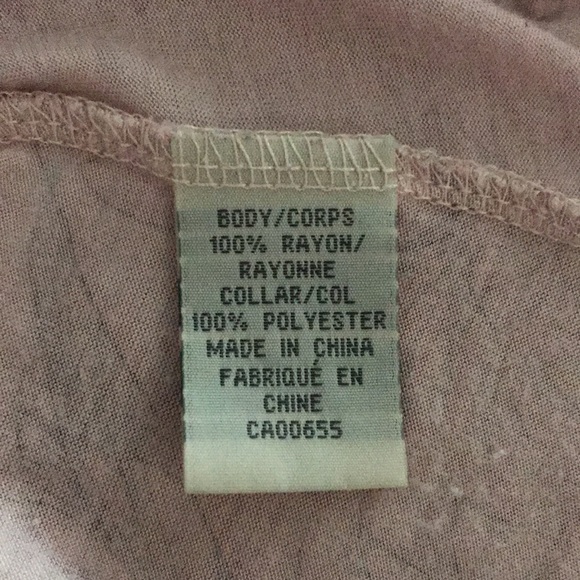 BODY/CORPS
100% RAYON/
RAYONNE
COLLAR/COL
100% POLYESTER
MADE IN CHINA
FABRIQUÉ EN
CHINE
CA00655